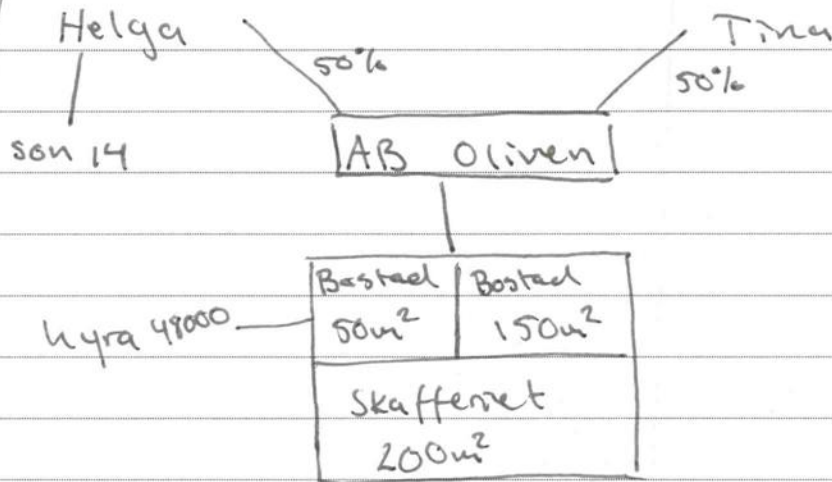 Helga Tina
50% 50%
son 14
AB Oliven
Bostad Bostad
50m² 150m²
hyra 48000
Skafferiet
200m²